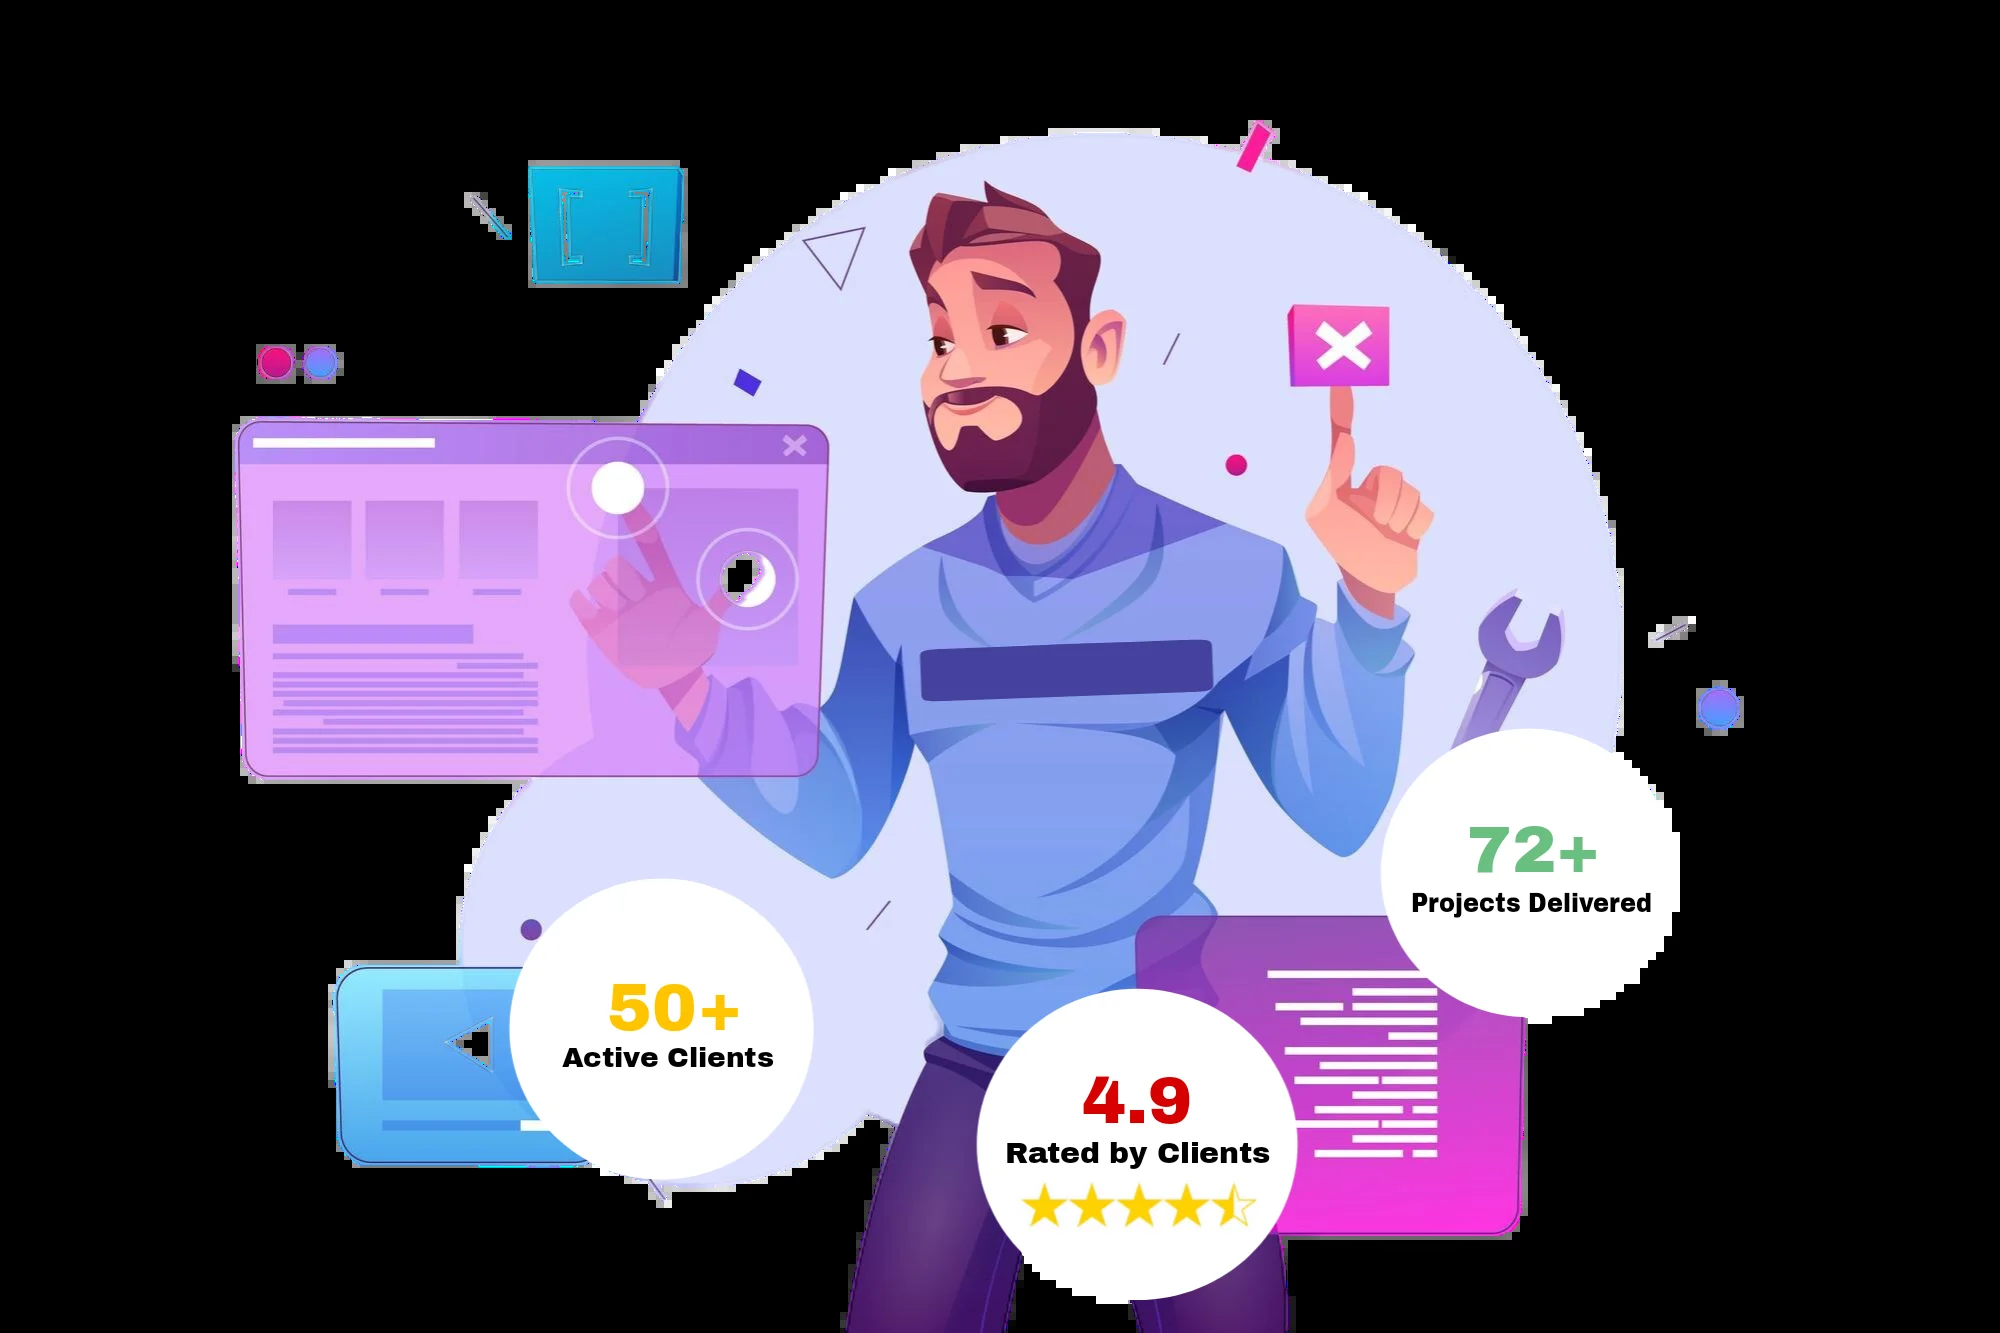 72+
Projects Delivered
50+
Active Clients
4.9
Rated by Clients